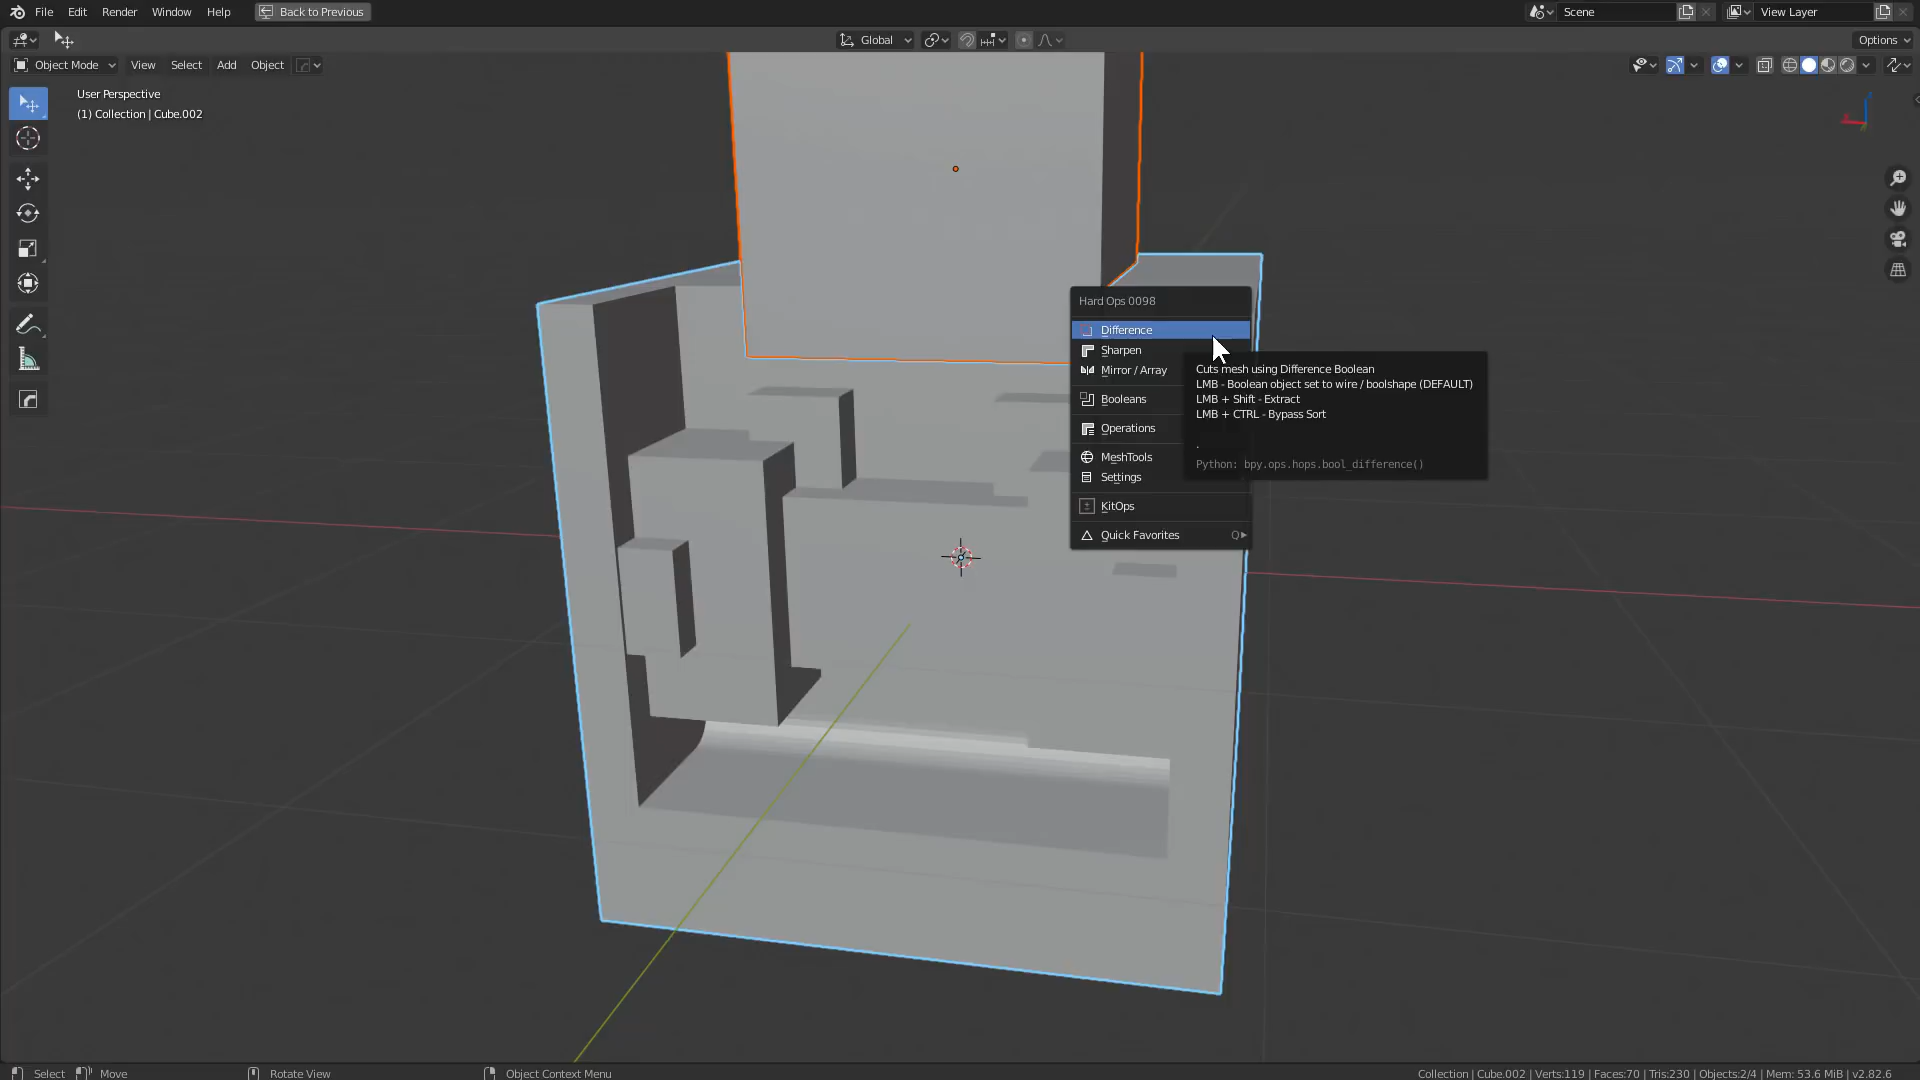 File Edit Render Window Help Back to Previous
Scene View Layer
Global
Options
Object Mode View Select Add Object
User Perspective
(1) Collection | Cube.002
Hard Ops 0098
Difference
Sharpen
Mirror / Array
Booleans
Operations
MeshTools
Settings
KitOps
Quick Favorites Q
Cuts mesh using Difference Boolean
LMB - Boolean object set to wire / boolshape (DEFAULT)
LMB + Shift - Extract
LMB + CTRL - Bypass Sort
.
Python: bpy.ops.hops.bool_difference()
Select Move Rotate View Object Context Menu
Collection | Cube.002 | Verts:119 | Faces:70 | Tris:230 | Objects:2/4 | Mem: 53.6 MiB | v2.82.6